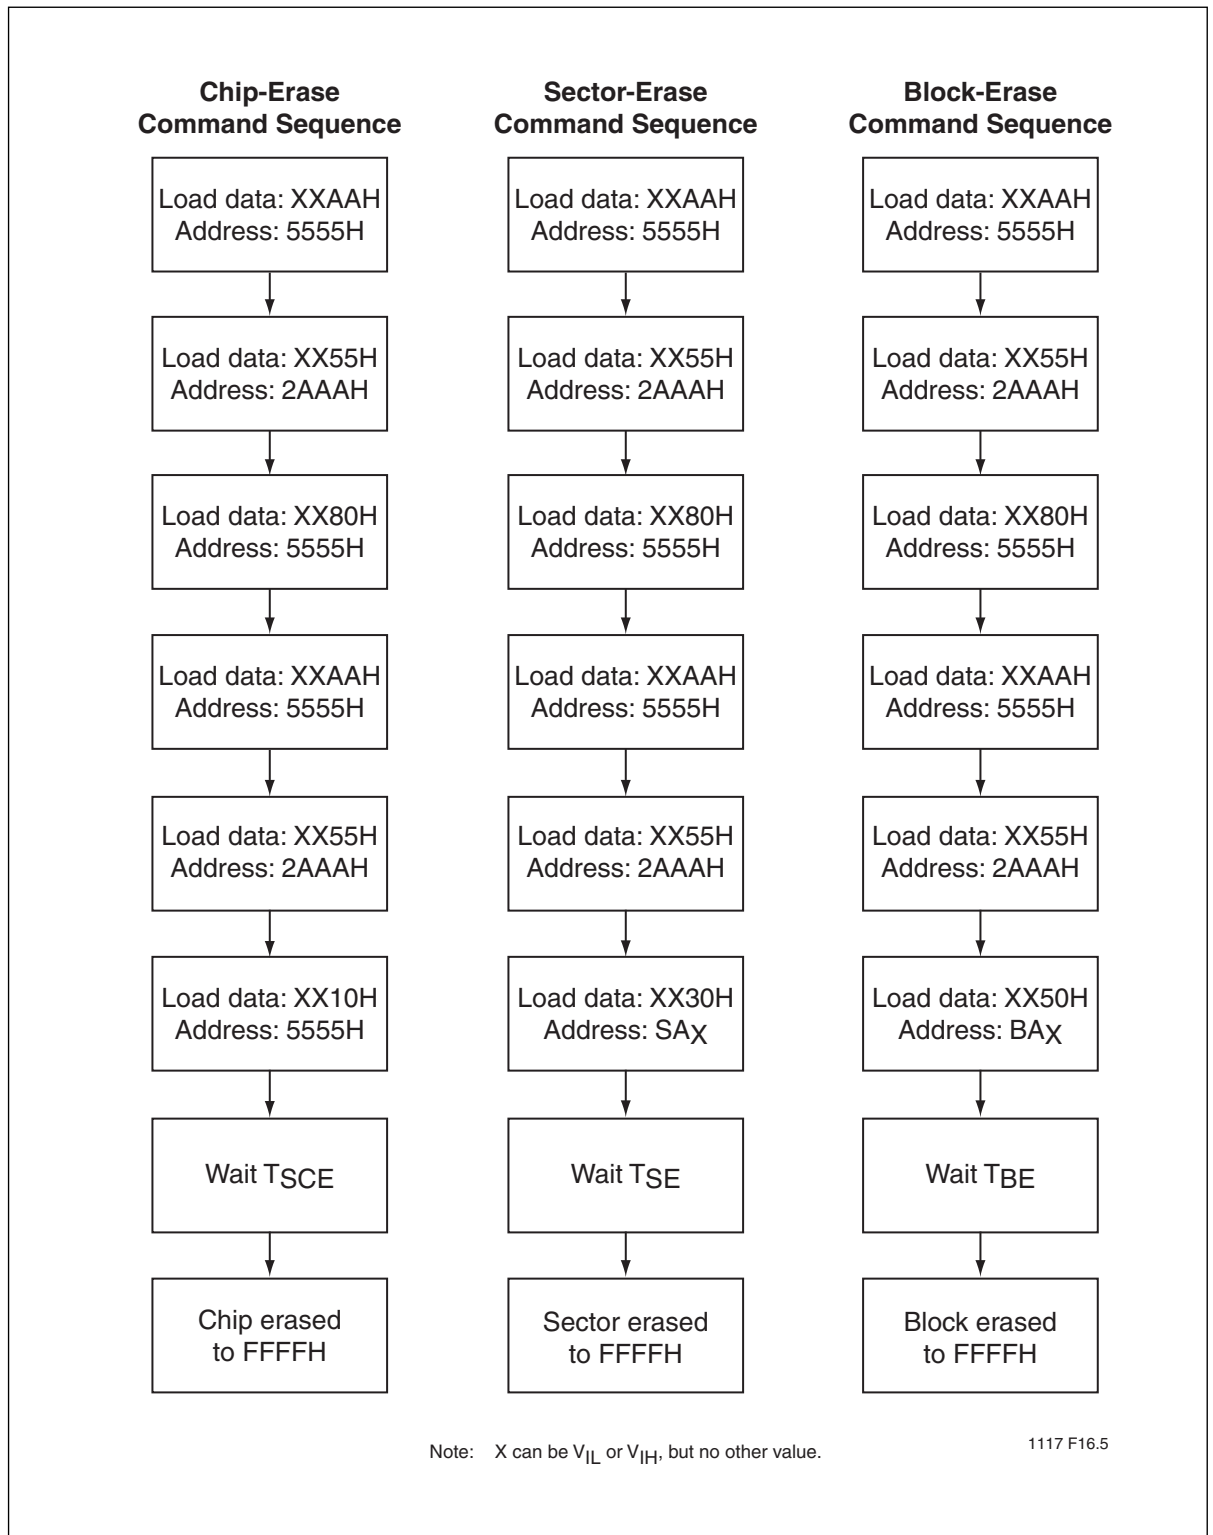 Chip-Erase
Command Sequence
Load data: XXAAH
Address: 5555H
Load data: XX55H
Address: 2AAAH
Load data: XX80H
Address: 5555H
Load data: XXAAH
Address: 5555H
Load data: XX55H
Address: 2AAAH
Load data: XX10H
Address: 5555H
Wait TSCE
Chip erased
to FFFFH
Sector-Erase
Command Sequence
Load data: XXAAH
Address: 5555H
Load data: XX55H
Address: 2AAAH
Load data: XX80H
Address: 5555H
Load data: XXAAH
Address: 5555H
Load data: XX55H
Address: 2AAAH
Load data: XX30H
Address: SAX
Wait TSE
Sector erased
to FFFFH
Block-Erase
Command Sequence
Load data: XXAAH
Address: 5555H
Load data: XX55H
Address: 2AAAH
Load data: XX80H
Address: 5555H
Load data: XXAAH
Address: 5555H
Load data: XX55H
Address: 2AAAH
Load data: XX50H
Address: BAX
Wait TBE
Block erased
to FFFFH
Note: X can be VIL or VIH, but no other value.
1117 F16.5